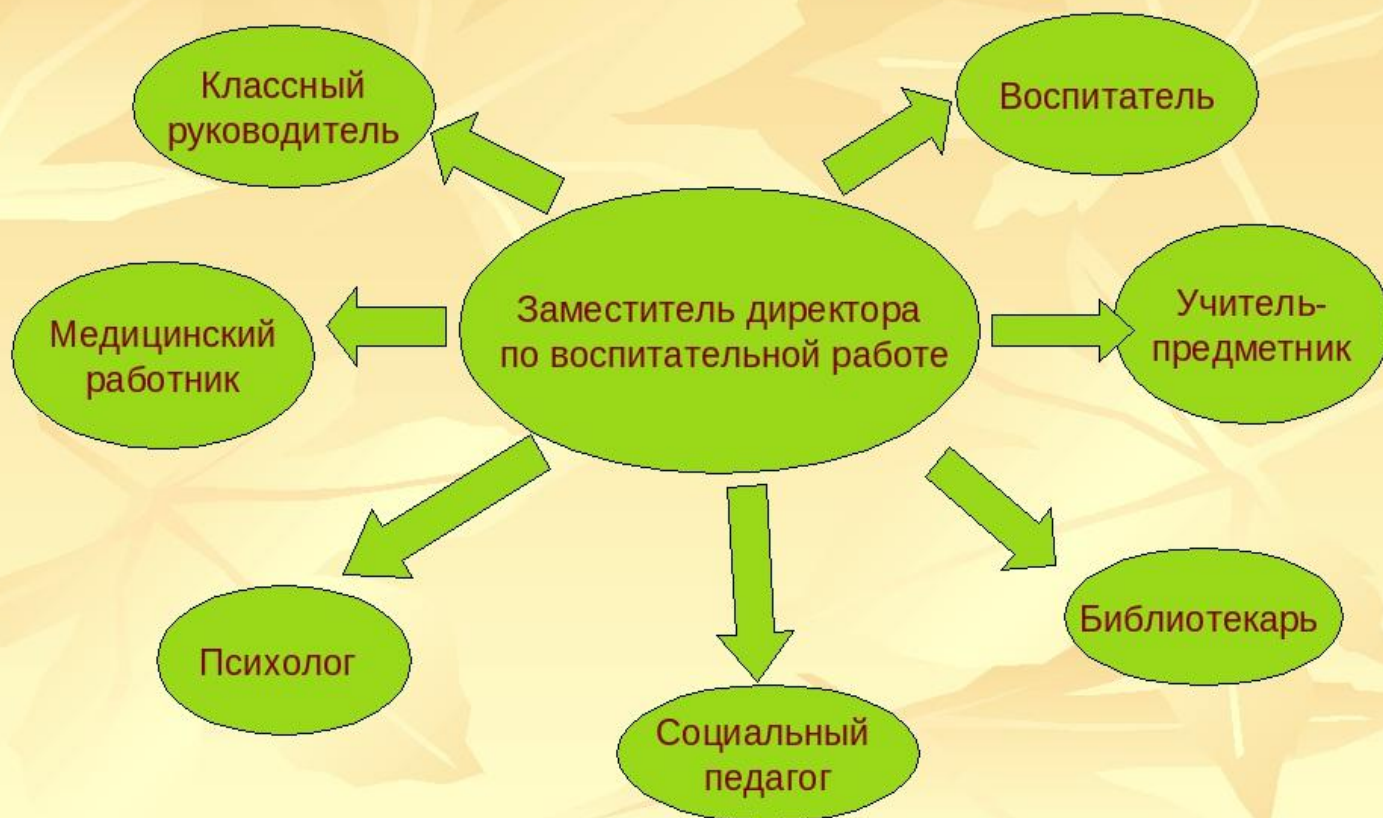 Классный
руководитель
Воспитатель
Заместитель директора
по воспитательной работе
Медицинский
работник
Учитель-
предметник
Психолог
Социальный
педагог
Библиотекарь